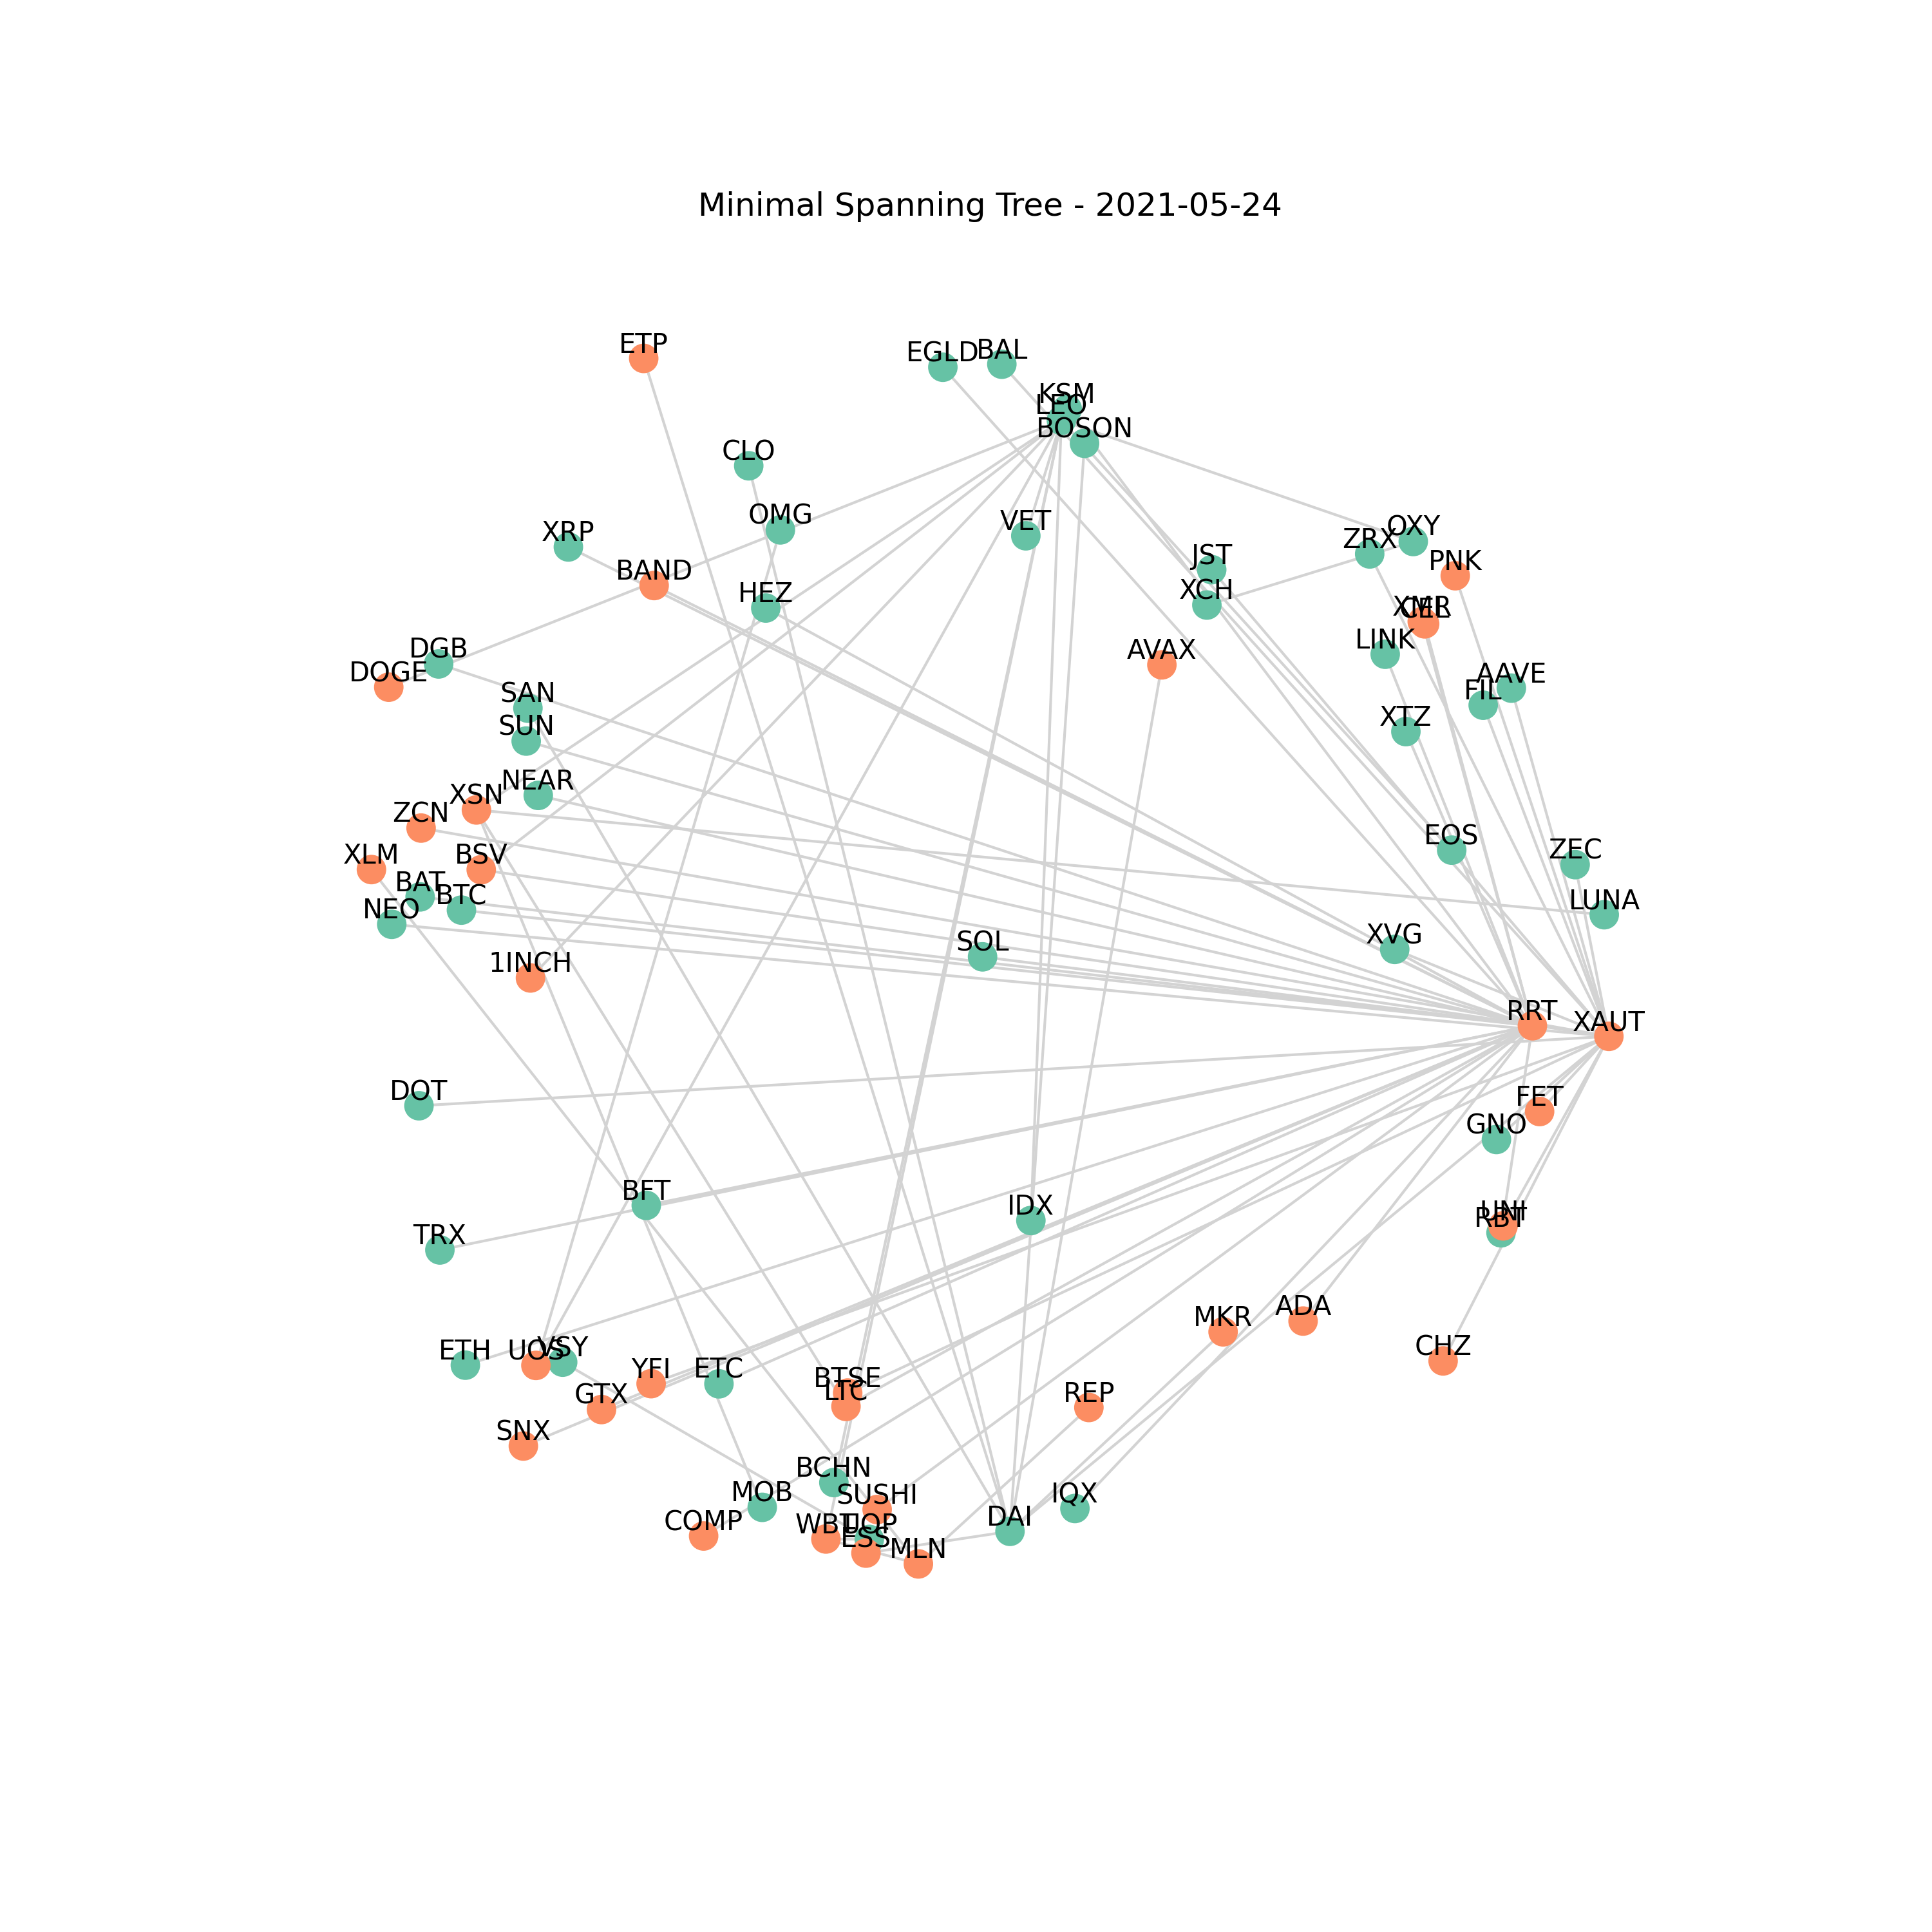 Minimal Spanning Tree - 2021-05-24
ETP
EGLD
BAL
KSM
LEO
BOSON
CLO
OMG
VET
XRP
OXY
ZRX
JST
PNK
BAND
XCH
HEZ
XMR
CEL
LINK
AVAX
DGB
DOGE
AAVE
FIL
SAN
XTZ
SUN
NEAR
XSN
ZCN
EOS
ZEC
XLM
BSV
BAT
BTC
LUNA
NEO
XVG
SOL
1INCH
RRT
XAUT
DOT
FET
GNO
BFT
IDX
UNI
RBT
TRX
ADA
MKR
ETH
UOS
VSY
CHZ
YFI
ETC
BTSE
LTC
REP
GTX
SNX
BCHN
MOB
SUSHI
IQX
COMP
WBT
UOP
DAI
ESS
MLN